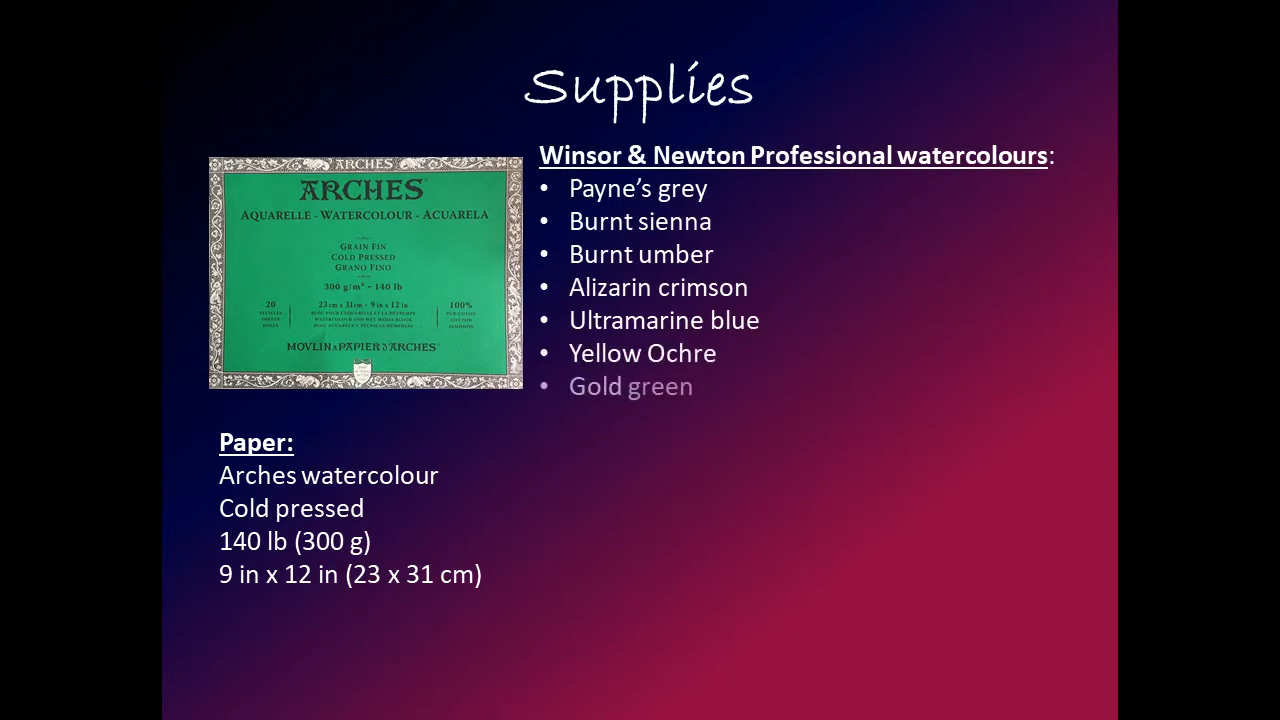 Supplies
Winsor & Newton Professional watercolours:
• Payne’s grey
• Burnt sienna
• Burnt umber
• Alizarin crimson
• Ultramarine blue
• Yellow Ochre
• Gold green
ARCHES
ARCHES
AQUARELLE - WATERCOLOUR - ACUARELA
GRAIN FIN
COLD PRESSED
GRANO FINO
300 g/m² - 140 lb
20
23 cm x 31 cm - 9 in x 12 in
100%
MOVLIN A PAPIER D'ARCHES
Paper:
Arches watercolour
Cold pressed
140 lb (300 g)
9 in x 12 in (23 x 31 cm)